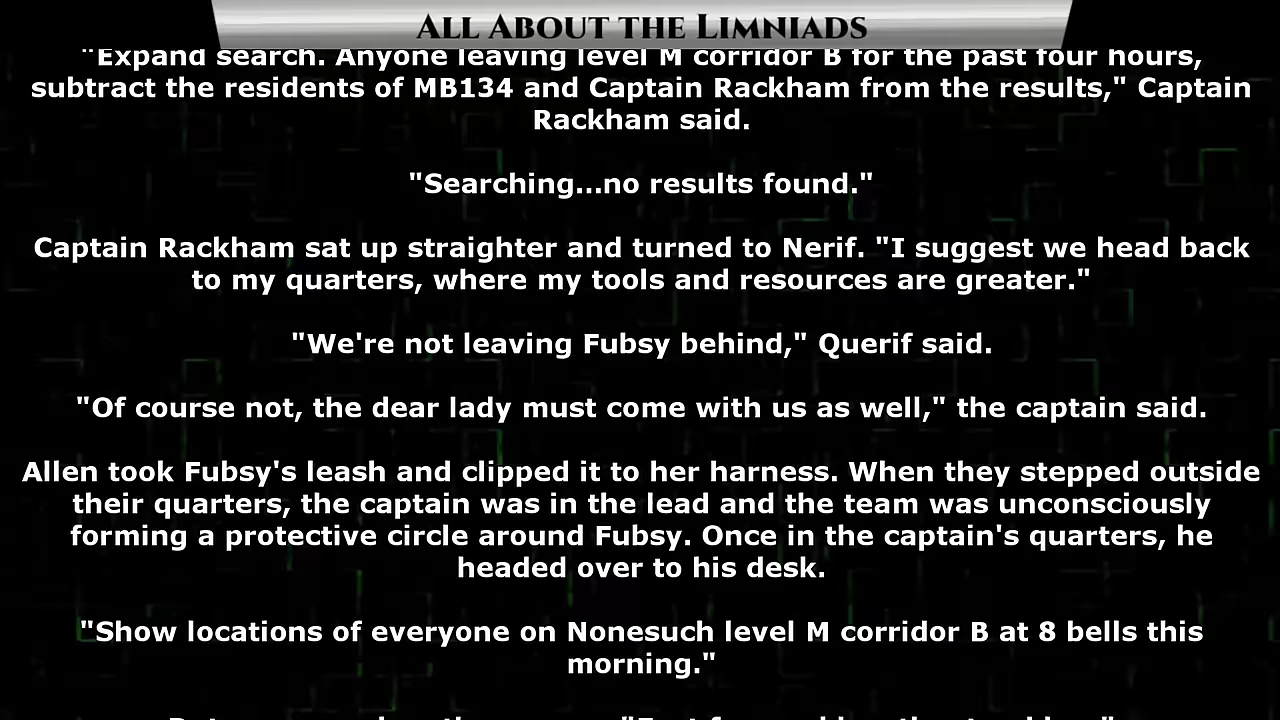 All About the Limniads
"Expand search. Anyone leaving level M corridor B for the past four hours,
subtract the residents of MB134 and Captain Rackham from the results," Captain
Rackham said.
"Searching...no results found."
Captain Rackham sat up straighter and turned to Nerif. "I suggest we head back
to my quarters, where my tools and resources are greater."
"We're not leaving Fubsy behind," Querif said.
"Of course not, the dear lady must come with us as well," the captain said.
Allen took Fubsy's leash and clipped it to her harness. When they stepped outside
their quarters, the captain was in the lead and the team was unconsciously
forming a protective circle around Fubsy. Once in the captain's quarters, he
headed over to his desk.
"Show locations of everyone on Nonesuch level M corridor B at 8 bells this
morning."